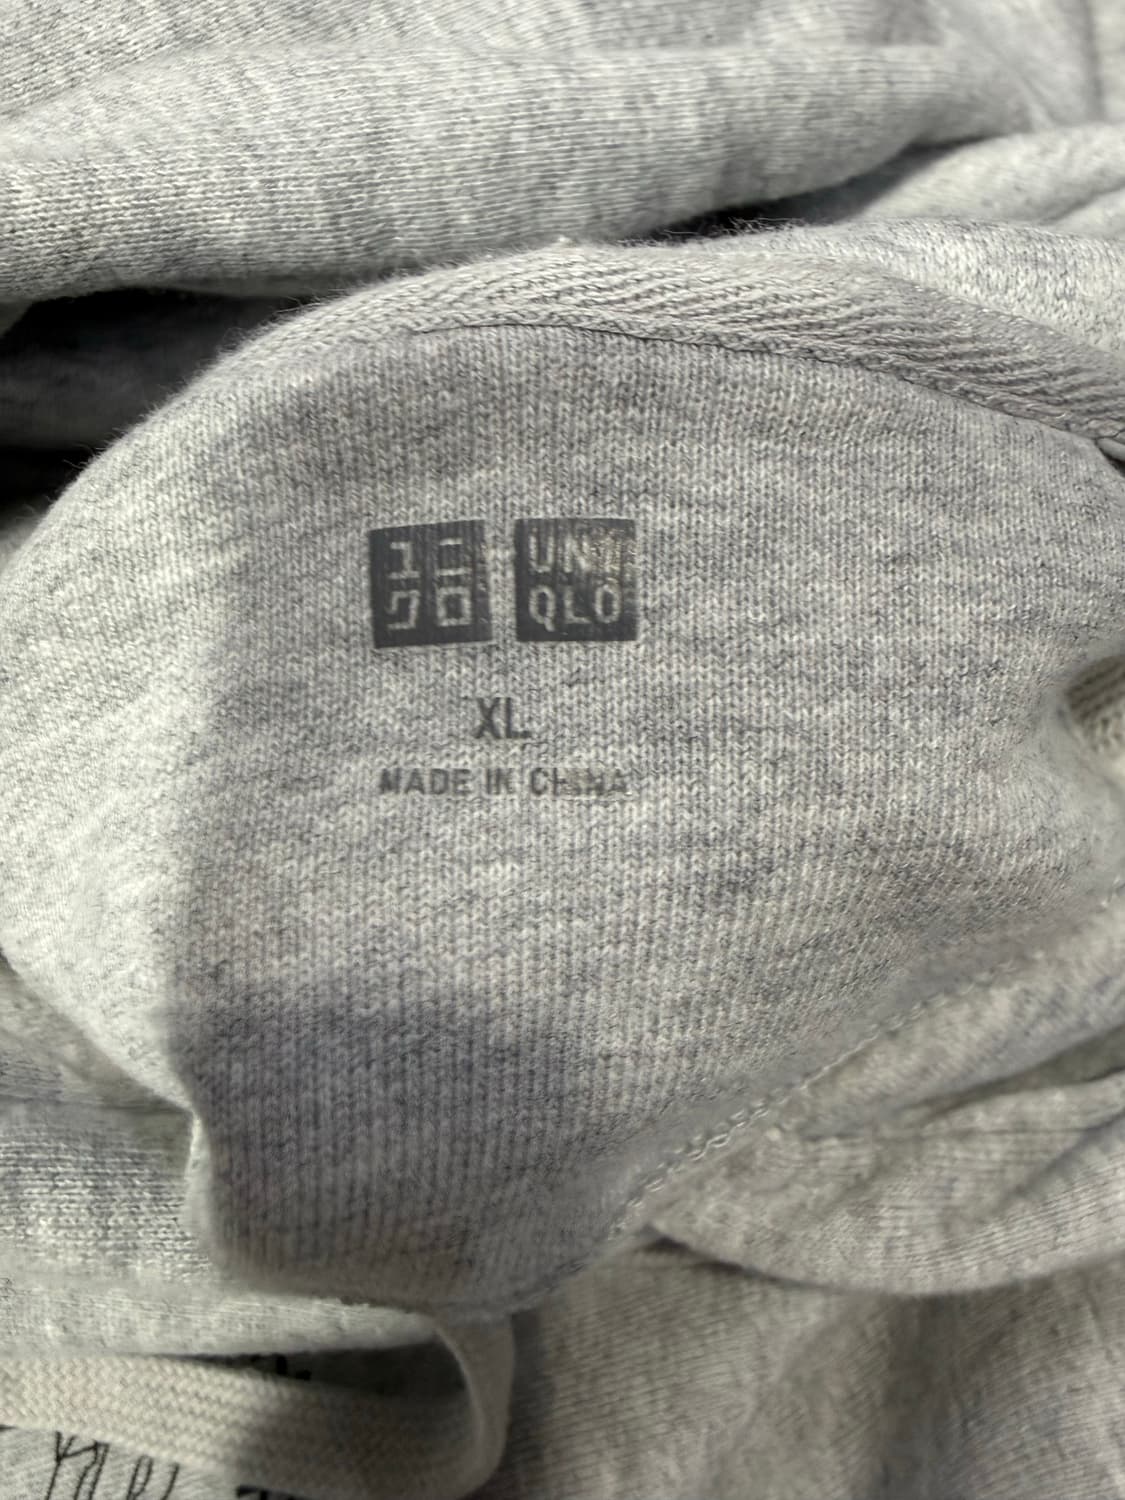 ユニ UNI
クロ QLO
XL
MADE IN CHINA